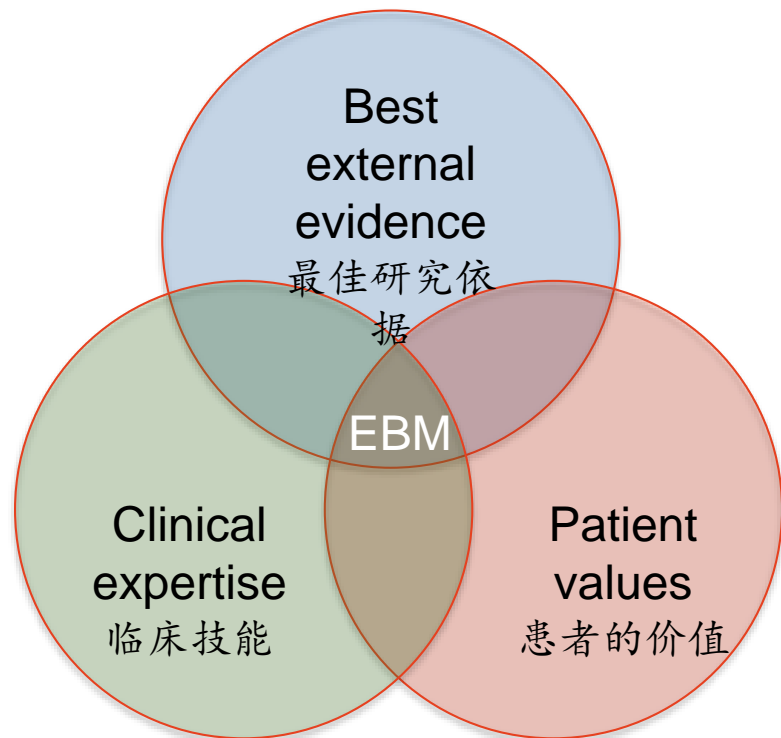 Best
external
evidence
最佳研究依
据
EBM
Clinical
expertise
临床技能
Patient
values
患者的价值